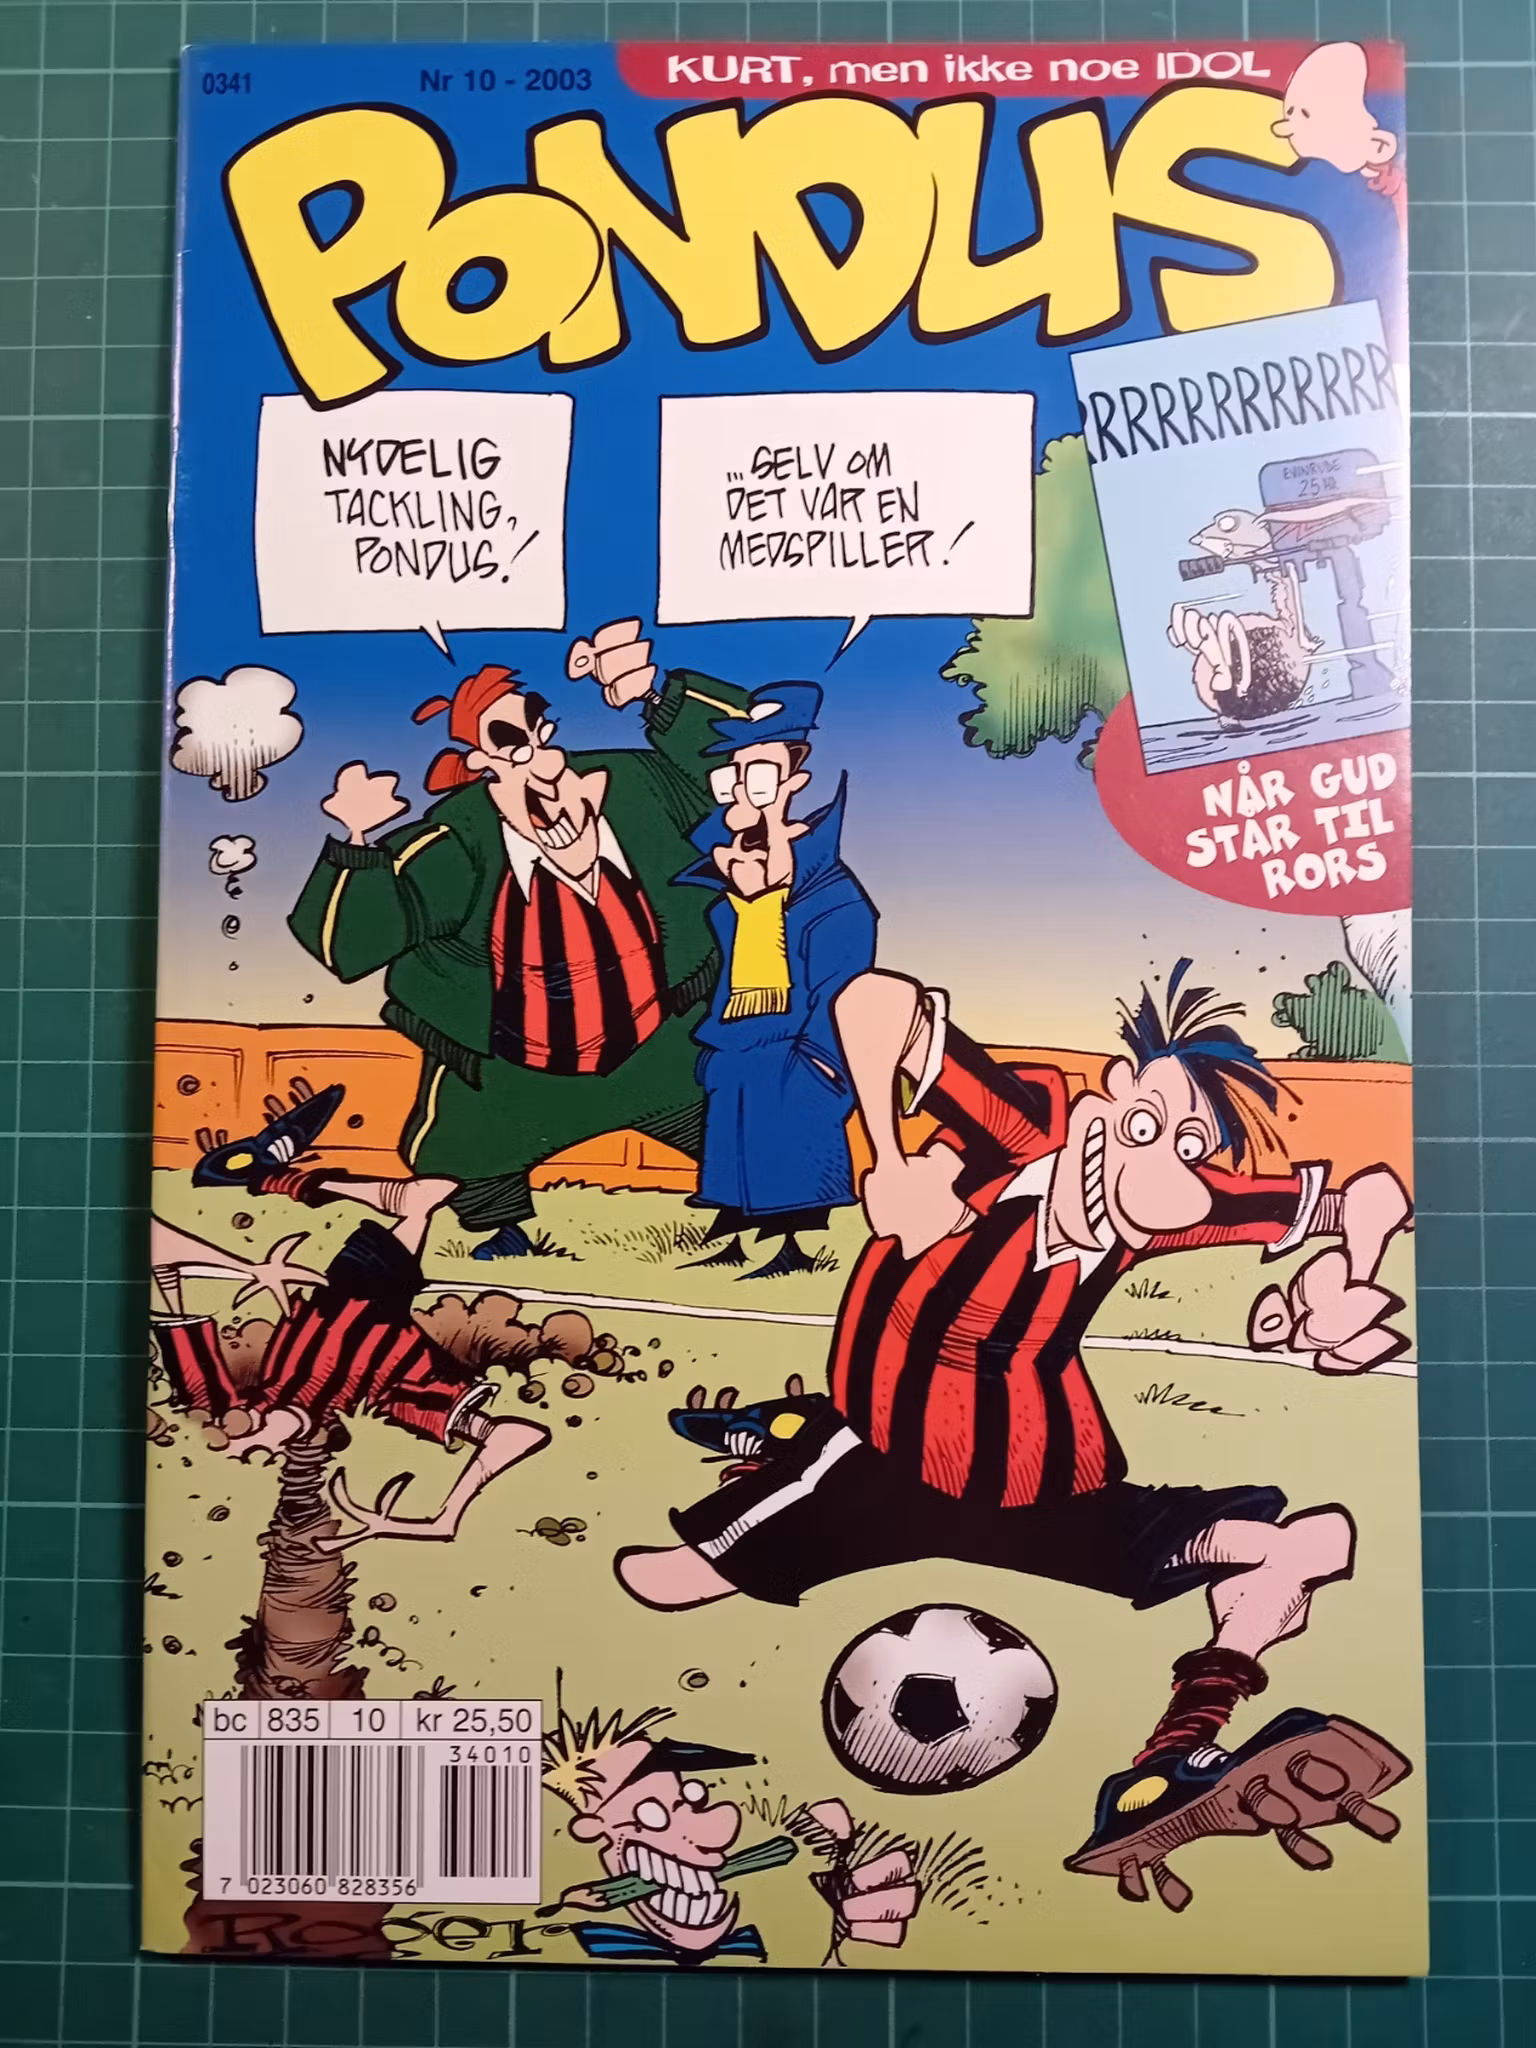 0341
Nr 10 - 2003
KURT, men ikke noe IDOL
PONDUS
NYDELIG
TACKLING,
PONDUS!
...SELV OM
DET VAR EN
MEDSPILLER!
RRRRRRRRRRRR
EVINRUDE
25 HK
NÅR GUD
STÅR TIL
RORS
bc 835 10 kr 25,50
34010
7 023060 828356
Roger